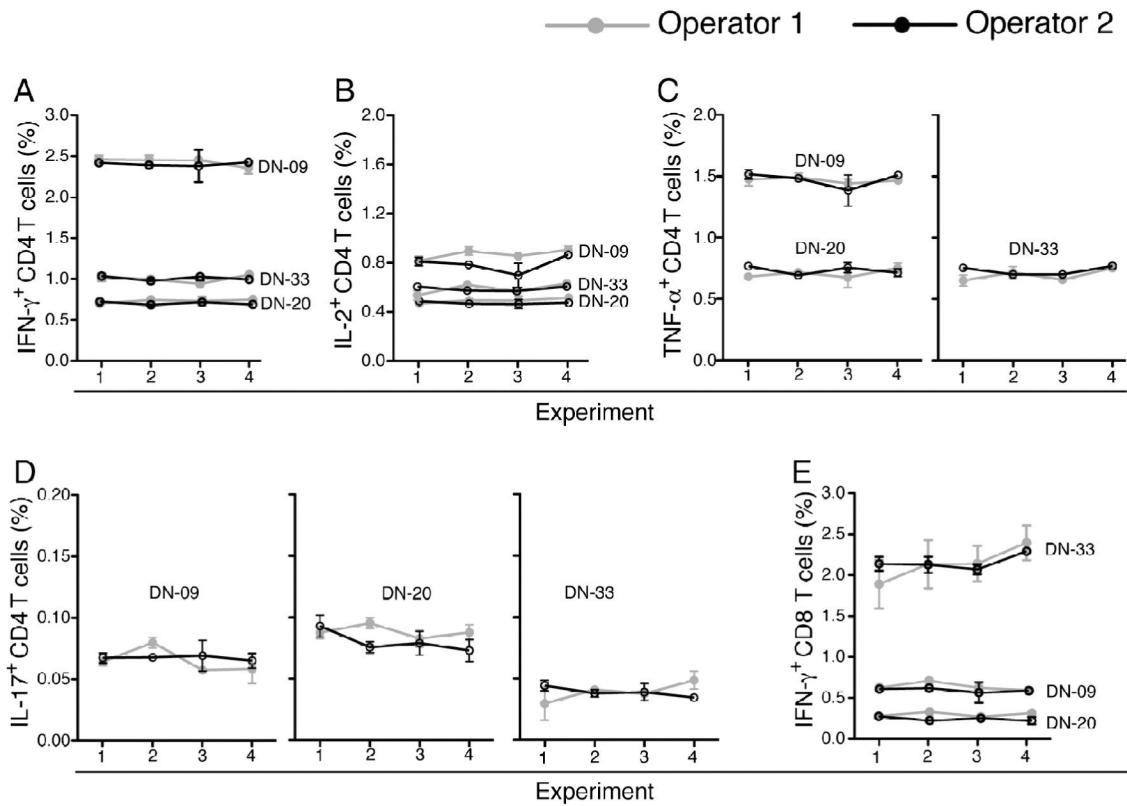 Operator 1 Operator 2
A
IFN-γ+ CD4 T cells (%)
3.0
2.5
2.0
1.5
1.0
0.5
0.0
DN-09
DN-33
DN-20
1 2 3 4
B
IL-2+ CD4 T cells (%)
2.0
1.6
1.2
0.8
0.4
0.0
DN-09
DN-33
DN-20
1 2 3 4
C
TNF-α+ CD4 T cells (%)
2.0
1.5
1.0
0.5
0.0
DN-09
DN-20
1 2 3 4
DN-33
1 2 3 4
Experiment
D
IL-17+ CD4 T cells (%)
0.20
0.15
0.10
0.05
0.00
DN-09
1 2 3 4
DN-20
1 2 3 4
DN-33
1 2 3 4
E
IFN-γ+ CD8 T cells (%)
3.0
2.5
2.0
1.5
1.0
0.5
0.0
DN-33
DN-09
DN-20
1 2 3 4
Experiment